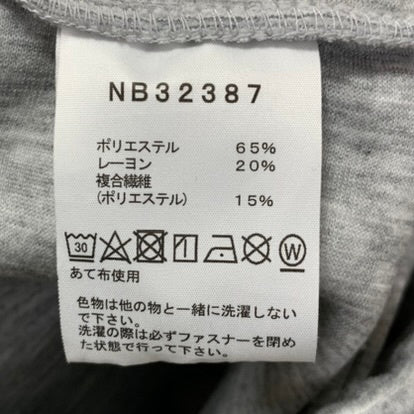 NB32387
ポリエステル 65%
レーヨン 20%
複合繊維
(ポリエステル) 15%
30 W
あて布使用
色物は他の物と一緒に洗濯しない
で下さい。
洗濯の際は必ずファスナーを閉め
た状態で行って下さい。